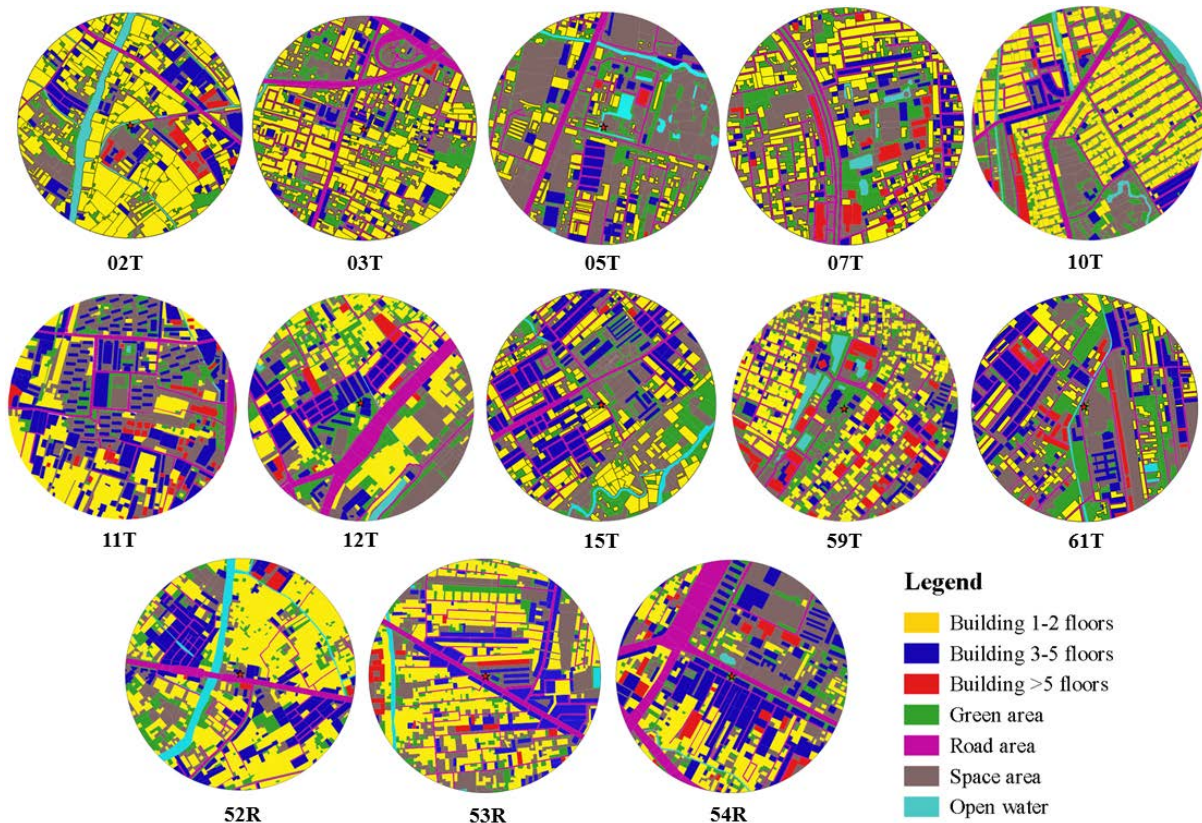 02T
03T
05T
07T
10T
11T
12T
15T
59T
61T
52R
53R
54R
Legend
Building 1-2 floors
Building 3-5 floors
Building >5 floors
Green area
Road area
Space area
Open water